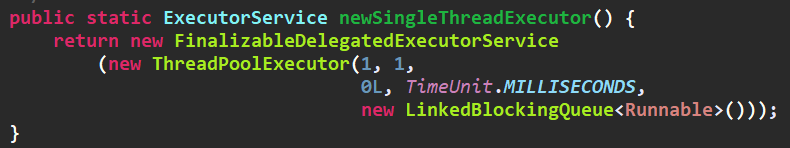 public static ExecutorService newSingleThreadExecutor() {
    return new FinalizableDelegatedExecutorService
        (new ThreadPoolExecutor(1, 1,
                                0L, TimeUnit.MILLISECONDS,
                                new LinkedBlockingQueue<Runnable>()));
}